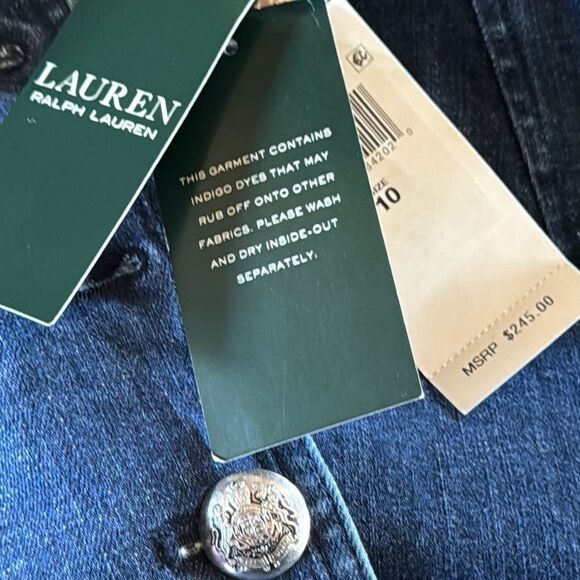 LAUREN
RALPH LAUREN
THIS GARMENT CONTAINS
INDIGO DYES THAT MAY
RUB OFF ONTO OTHER
FABRICS. PLEASE WASH
AND DRY INSIDE-OUT
SEPARATELY.
10
MSRP $245.00